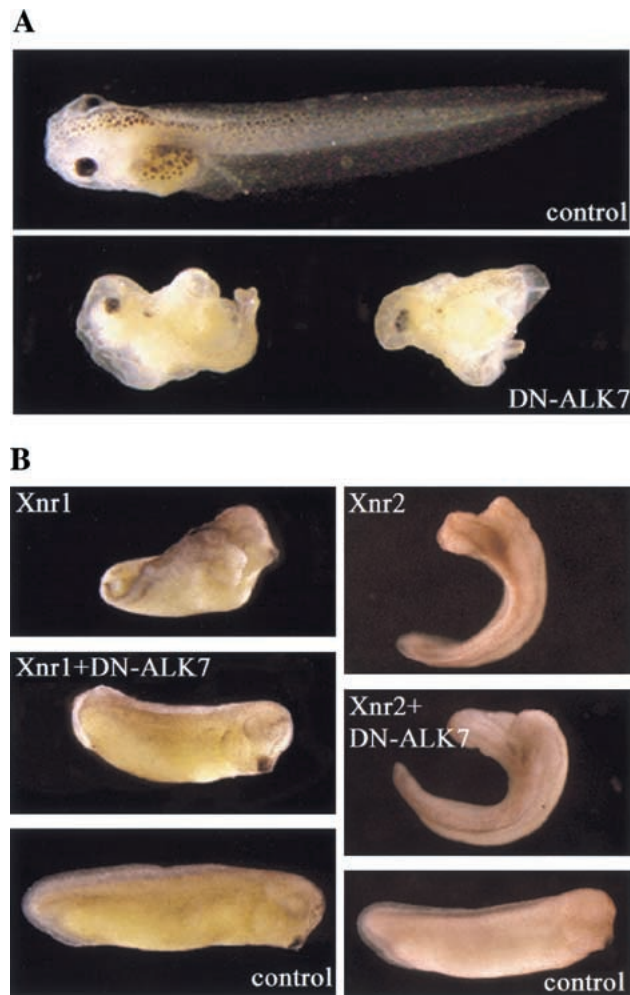 A
control
DN-ALK7
B
Xnr1
Xnr2
Xnr1+DN-ALK7
Xnr2+
DN-ALK7
control
control